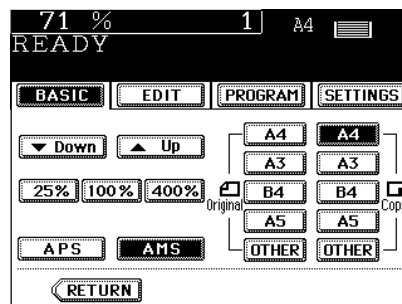 71 % 1 A4
READY
BASIC EDIT PROGRAM SETTINGS
Down Up A4 A4
A3 A3
25% 100% 400% B4 B4
Original Cop
A5 A5
APS AMS OTHER OTHER
RETURN